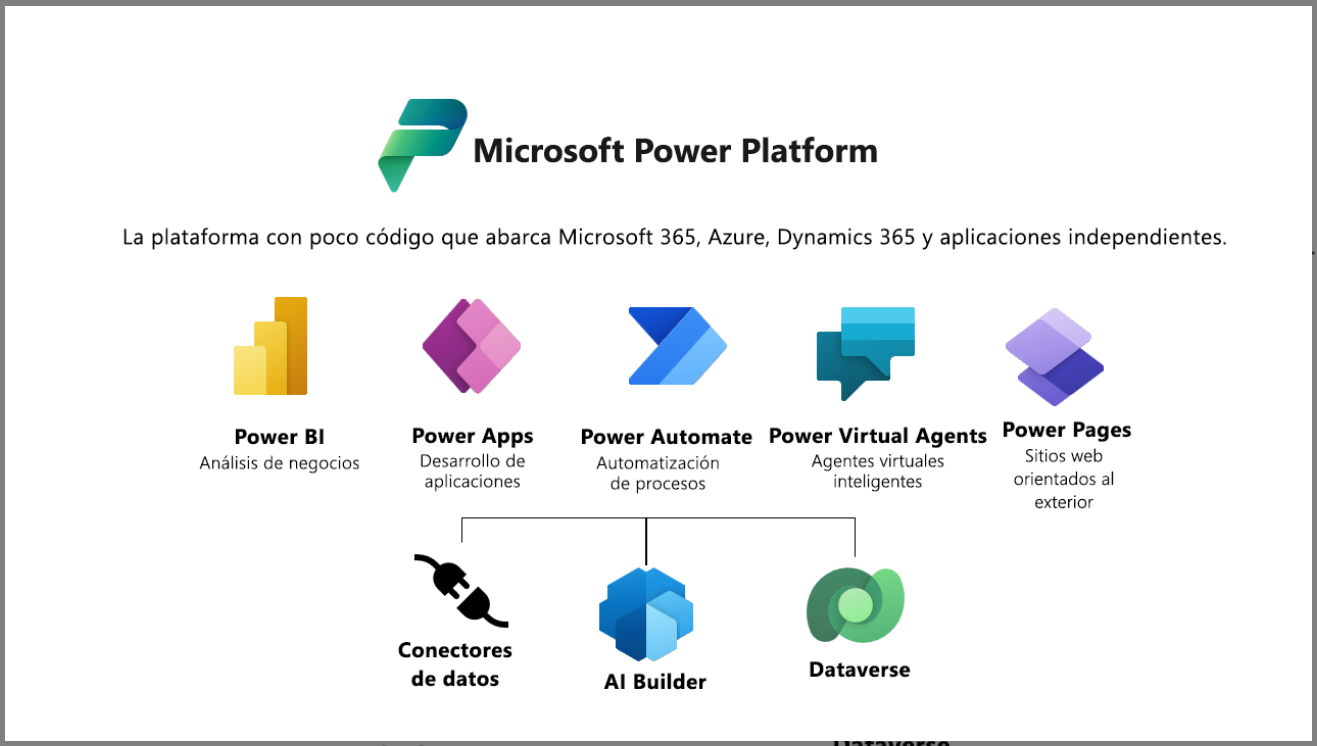 Microsoft Power Platform
La plataforma con poco código que abarca Microsoft 365, Azure, Dynamics 365 y aplicaciones independientes.
Power BI
Análisis de negocios
Power Apps
Desarrollo de
aplicaciones
Power Automate
Automatización
de procesos
Power Virtual Agents
Agentes virtuales
inteligentes
Power Pages
Sitios web
orientados al
exterior
Conectores
de datos
AI Builder
Dataverse
Dataverse